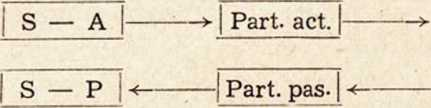 S — A Part. act.
S — P Part. pas.